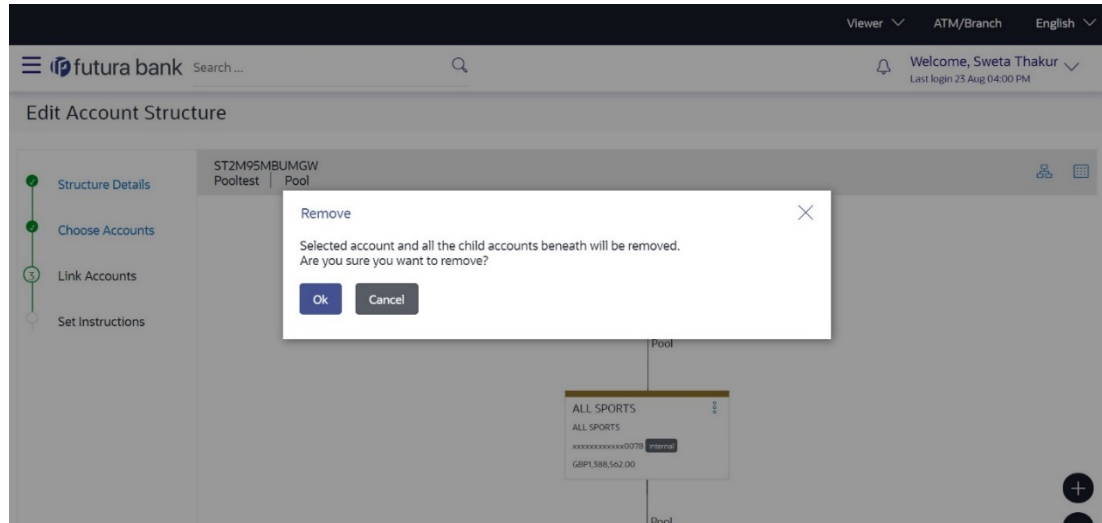 Viewer ATM/Branch English
futura bank Search ... Welcome, Sweta Thakur
Last login 23 Aug 04:00 PM
Edit Account Structure
ST2M95MBUMGW
Pooltest Pool
Structure Details
Choose Accounts
3 Link Accounts
Set Instructions
Remove
Selected account and all the child accounts beneath will be removed.
Are you sure you want to remove?
Ok Cancel
Pool
ALL SPORTS
ALL SPORTS
xxxxxxxxxxxx0078 Internal
GBP1,388,562.00
Pool